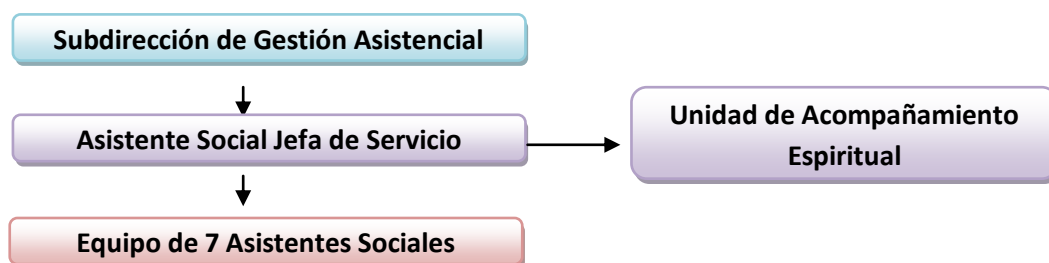 Subdirección de Gestión Asistencial
Asistente Social Jefa de Servicio
Unidad de Acompañamiento
Espiritual
Equipo de 7 Asistentes Sociales